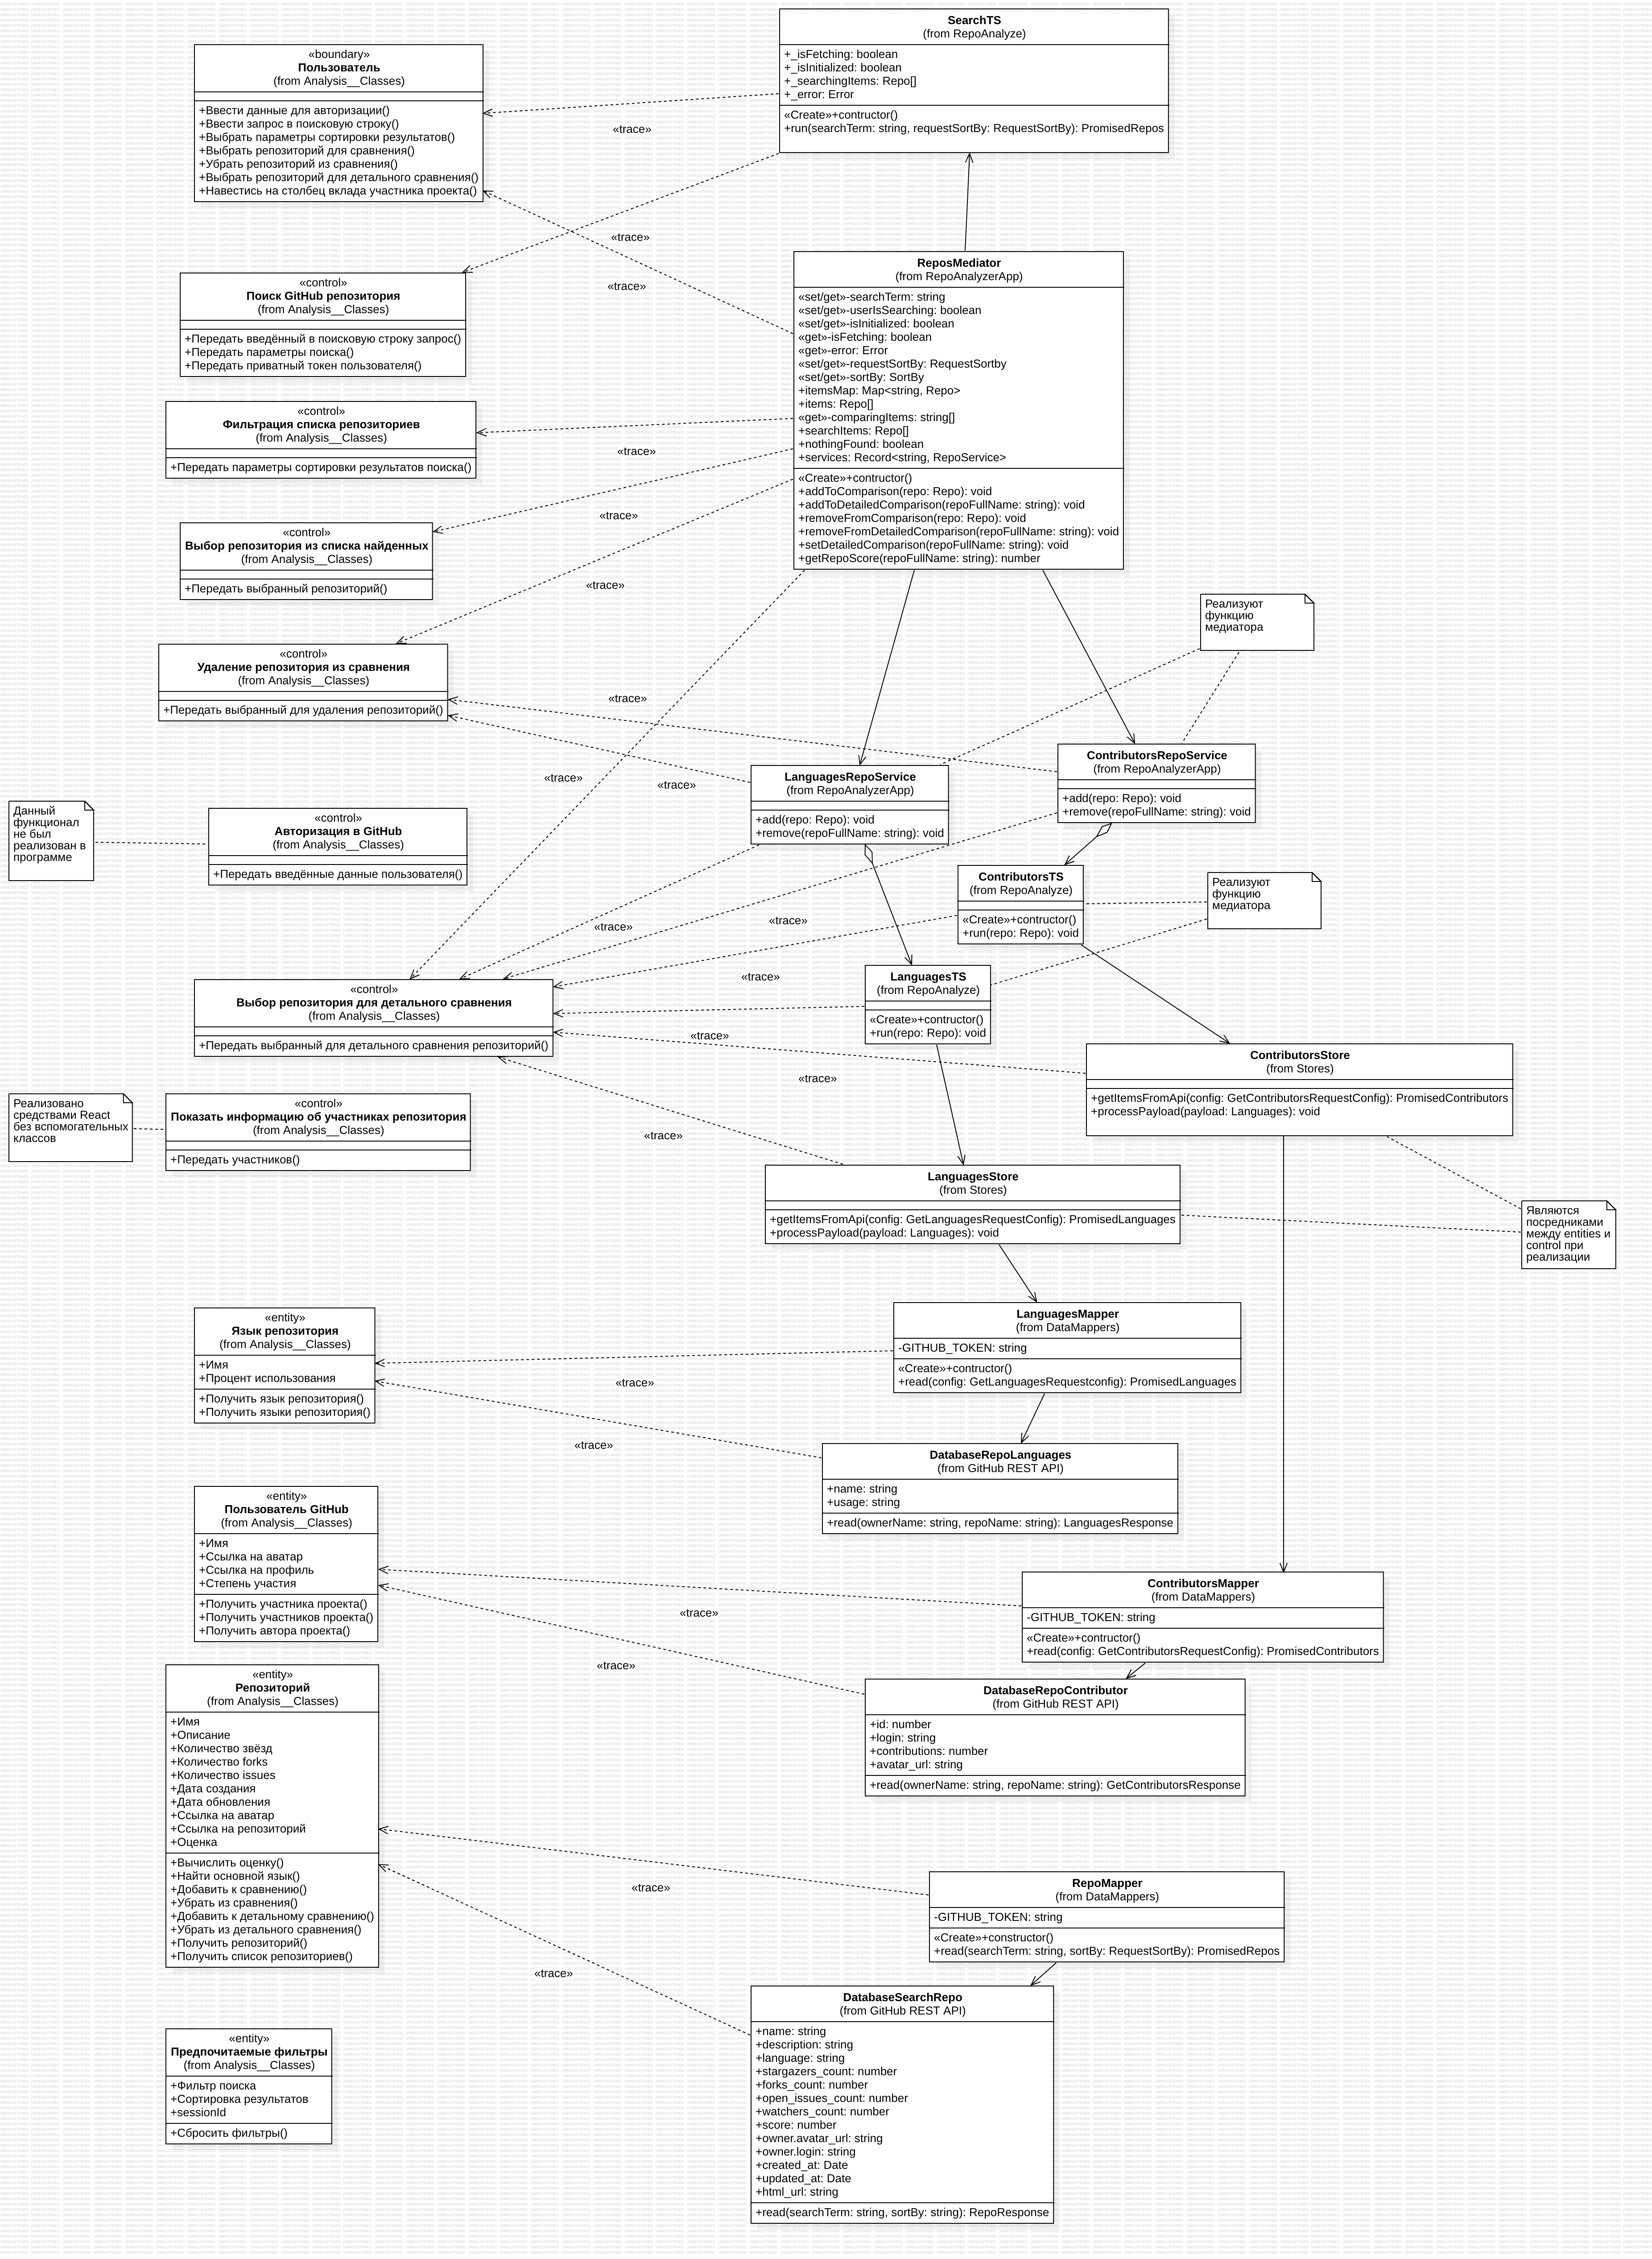 SearchTS
(from RepoAnalyze)
+_isFetching: boolean
+_isInitialized: boolean
+_searchingItems: Repo[]
+_error: Error
«Create»+contructor()
+run(searchTerm: string, requestSortBy: RequestSortBy): PromisedRepos
«boundary»
Пользователь
(from Analysis__Classes)
+Ввести данные для авторизации()
+Ввести запрос в поисковую строку()
+Выбрать параметры сортировки результатов()
+Выбрать репозиторий для сравнения()
+Убрать репозиторий из сравнения()
+Выбрать репозиторий для детального сравнения()
+Навестись на столбец вклада участника проекта()
«trace»
«trace»
«trace»
ReposMediator
(from RepoAnalyzerApp)
«set/get»-searchTerm: string
«set/get»-userIsSearching: boolean
«set/get»-isInitialized: boolean
«get»-isFetching: boolean
«get»-error: Error
«set/get»-requestSortBy: RequestSortby
«set/get»-sortBy: SortBy
+itemsMap: Map<string, Repo>
+items: Repo[]
«get»-comparingItems: string[]
+searchItems: Repo[]
+nothingFound: boolean
+services: Record<string, RepoService>
«Create»+contructor()
+addToComparison(repo: Repo): void
+addToDetailedComparison(repoFullName: string): void
+removeFromComparison(repo: Repo): void
+removeFromDetailedComparison(repoFullName: string): void
+setDetailedComparison(repoFullName: string): void
+getRepoScore(repoFullName: string): number
«control»
Поиск GitHub репозитория
(from Analysis__Classes)
+Передать введённый в поисковую строку запрос()
+Передать параметры поиска()
+Передать приватный токен пользователя()
«control»
Фильтрация списка репозиториев
(from Analysis__Classes)
+Передать параметры сортировки результатов поиска()
«trace»
«trace»
«trace»
«control»
Выбор репозитория из списка найденных
(from Analysis__Classes)
+Передать выбранный репозиторий()
Реализуют
функцию
медиатора
«control»
Удаление репозитория из сравнения
(from Analysis__Classes)
+Передать выбранный для удаления репозиторий()
«trace»
«trace»
«trace»
ContributorsRepoService
(from RepoAnalyzerApp)
+add(repo: Repo): void
+remove(repoFullName: string): void
LanguagesRepoService
(from RepoAnalyzerApp)
+add(repo: Repo): void
+remove(repoFullName: string): void
Данный
функционал
не был
реализован в
программе
«control»
Авторизация в GitHub
(from Analysis__Classes)
+Передать введённые данные пользователя()
ContributorsTS
(from RepoAnalyze)
«Create»+contructor()
+run(repo: Repo): void
Реализуют
функцию
медиатора
«trace»
«trace»
«trace»
LanguagesTS
(from RepoAnalyze)
«Create»+contructor()
+run(repo: Repo): void
«control»
Выбор репозитория для детального сравнения
(from Analysis__Classes)
+Передать выбранный для детального сравнения репозиторий()
«trace»
«trace»
ContributorsStore
(from Stores)
+getItemsFromApi(config: GetContributorsRequestConfig): PromisedContributors
+processPayload(payload: Languages): void
Реализовано
средствами React
без вспомогательных
классов
«control»
Показать информацию об участниках репозитория
(from Analysis__Classes)
+Передать участников()
«trace»
LanguagesStore
(from Stores)
+getItemsFromApi(config: GetLanguagesRequestConfig): PromisedLanguages
+processPayload(payload: Languages): void
Являются
посредниками
между entities и
control при
реализации
«entity»
Язык репозитория
(from Analysis__Classes)
+Имя
+Процент использования
+Получить язык репозитория()
+Получить языки репозитория()
LanguagesMapper
(from DataMappers)
-GITHUB_TOKEN: string
«Create»+contructor()
+read(config: GetLanguagesRequestconfig): PromisedLanguages
«trace»
«trace»
DatabaseRepoLanguages
(from GitHub REST API)
+name: string
+usage: string
+read(ownerName: string, repoName: string): LanguagesResponse
«entity»
Пользователь GitHub
(from Analysis__Classes)
+Имя
+Ссылка на аватар
+Ссылка на профиль
+Степень участия
+Получить участника проекта()
+Получить участников проекта()
+Получить автора проекта()
ContributorsMapper
(from DataMappers)
-GITHUB_TOKEN: string
«Create»+contructor()
+read(config: GetContributorsRequestConfig): PromisedContributors
«trace»
«trace»
DatabaseRepoContributor
(from GitHub REST API)
+id: number
+login: string
+contributions: number
+avatar_url: string
+read(ownerName: string, repoName: string): GetContributorsResponse
«entity»
Репозиторий
(from Analysis__Classes)
+Имя
+Описание
+Количество звёзд
+Количество forks
+Количество issues
+Дата создания
+Дата обновления
+Ссылка на аватар
+Ссылка на репозиторий
+Оценка
+Вычислить оценку()
+Найти основной язык()
+Добавить к сравнению()
+Убрать из сравнения()
+Добавить к детальному сравнению()
+Убрать из детального сравнения()
+Получить репозиторий()
+Получить список репозиториев()
«trace»
«trace»
RepoMapper
(from DataMappers)
-GITHUB_TOKEN: string
«Create»+constructor()
+read(searchTerm: string, sortBy: RequestSortBy): PromisedRepos
DatabaseSearchRepo
(from GitHub REST API)
+name: string
+description: string
+language: string
+stargazers_count: number
+forks_count: number
+open_issues_count: number
+watchers_count: number
+score: number
+owner.avatar_url: string
+owner.login: string
+created_at: Date
+updated_at: Date
+html_url: string
+read(searchTerm: string, sortBy: string): RepoResponse
«entity»
Предпочитаемые фильтры
(from Analysis__Classes)
+Фильтр поиска
+Сортировка результатов
+sessionId
+Сбросить фильтры()